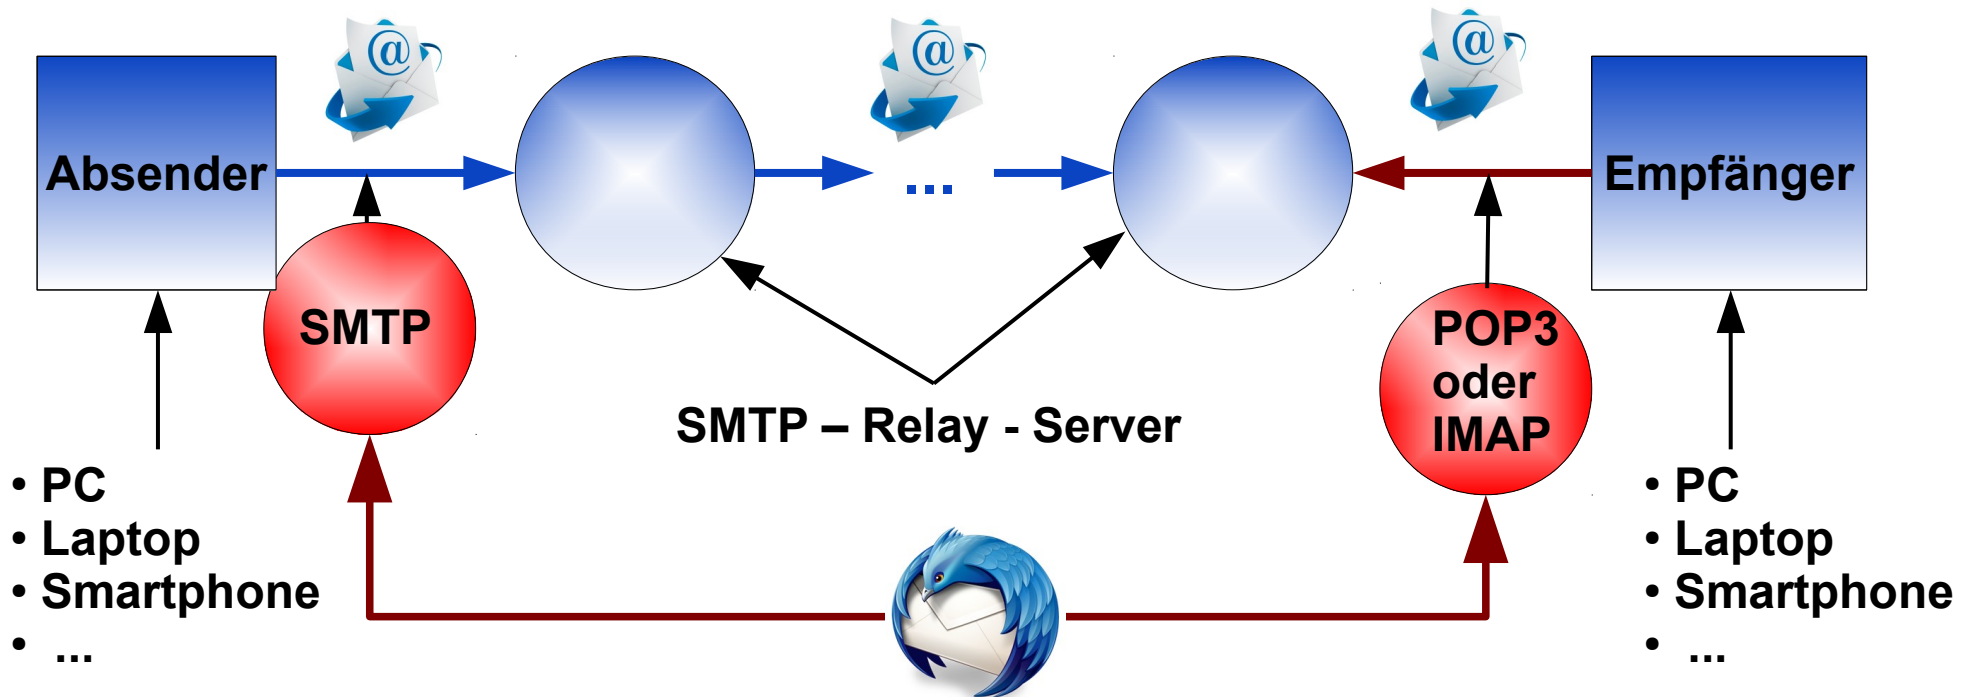 Absender
...
Empfänger
SMTP
POP3
oder
IMAP
SMTP – Relay - Server
• PC
• Laptop
• Smartphone
• ...
• PC
• Laptop
• Smartphone
• ...